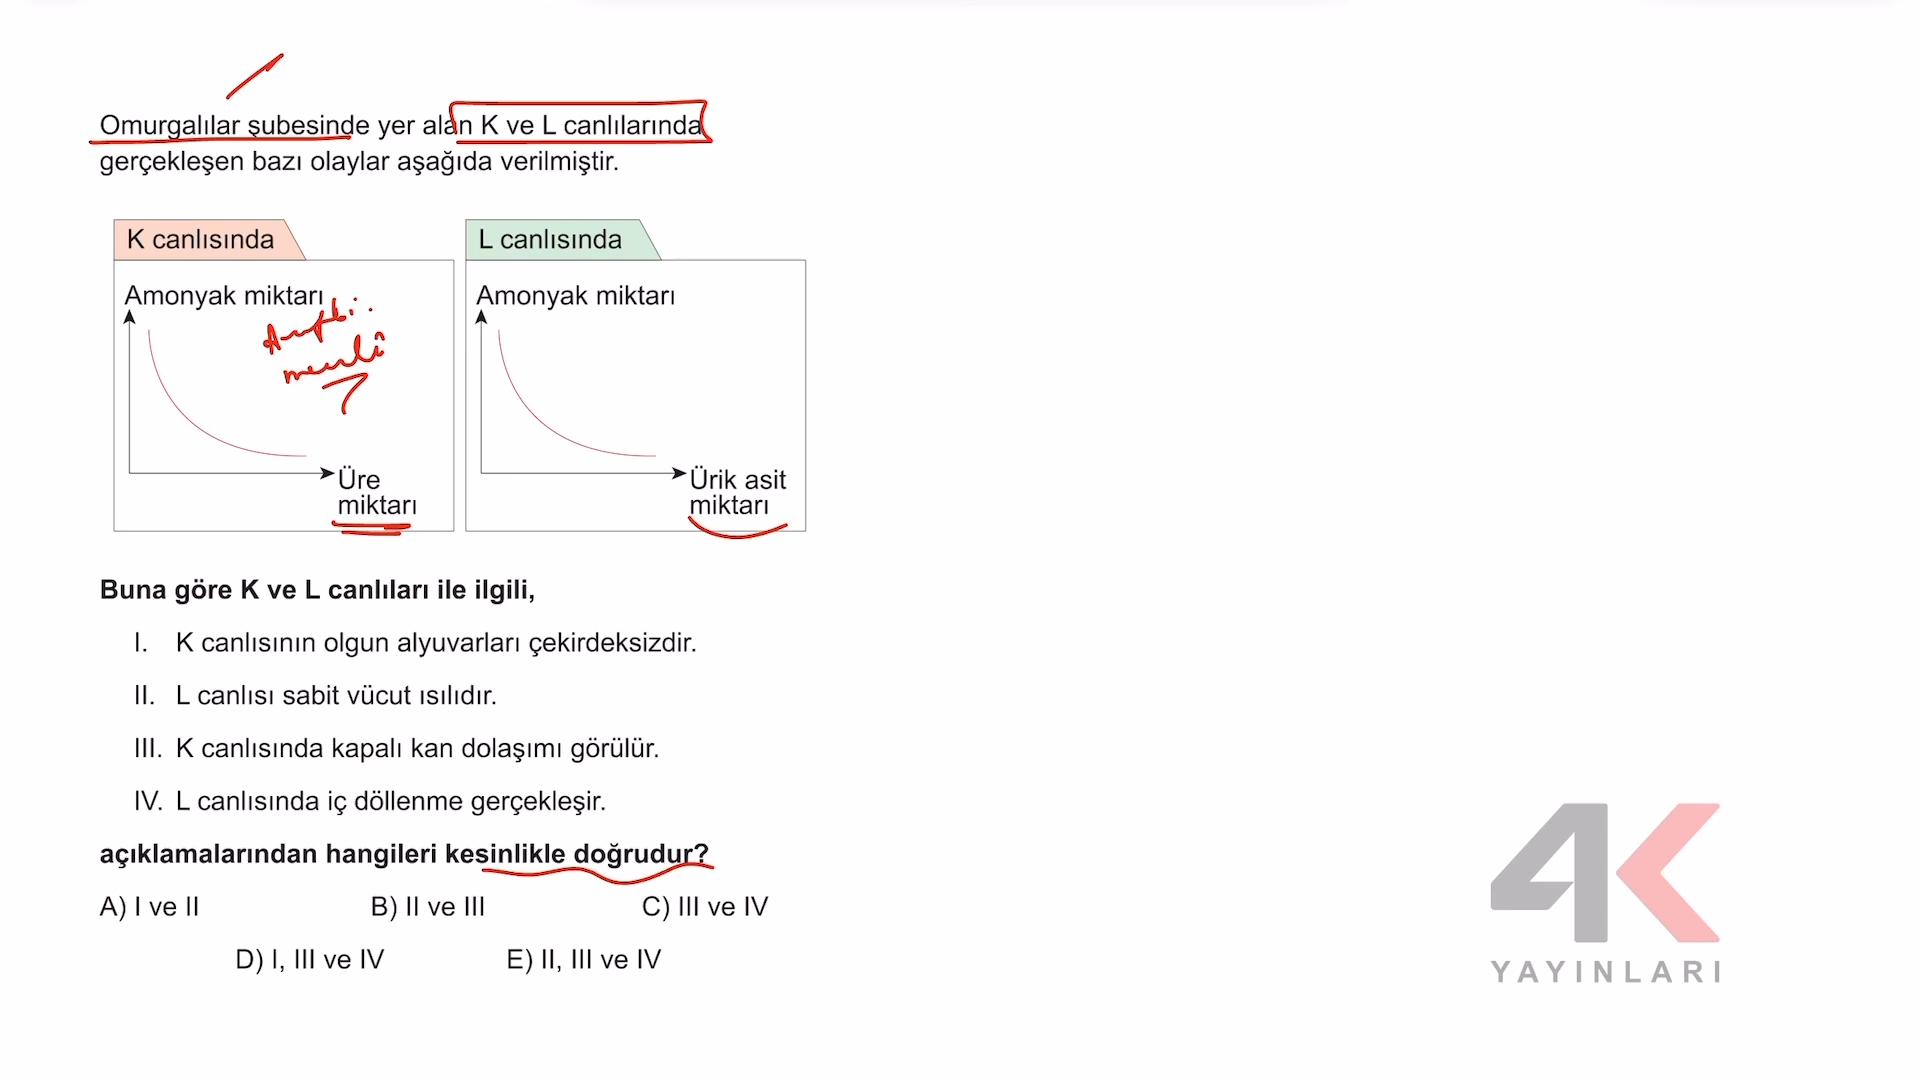 Omurgalılar şubesinde yer alan K ve L canlılarında
gerçekleşen bazı olaylar aşağıda verilmiştir.
K canlısında
Amonyak miktarı
Üre
miktarı
L canlısında
Amonyak miktarı
Ürik asit
miktarı
Buna göre K ve L canlıları ile ilgili,
I. K canlısının olgun alyuvarları çekirdeksizdir.
II. L canlısı sabit vücut ısılıdır.
III. K canlısında kapalı kan dolaşımı görülür.
IV. L canlısında iç döllenme gerçekleşir.
açıklamalarından hangileri kesinlikle doğrudur?
A) I ve II B) II ve III C) III ve IV
D) I, III ve IV E) II, III ve IV
4K
YAYINLARI